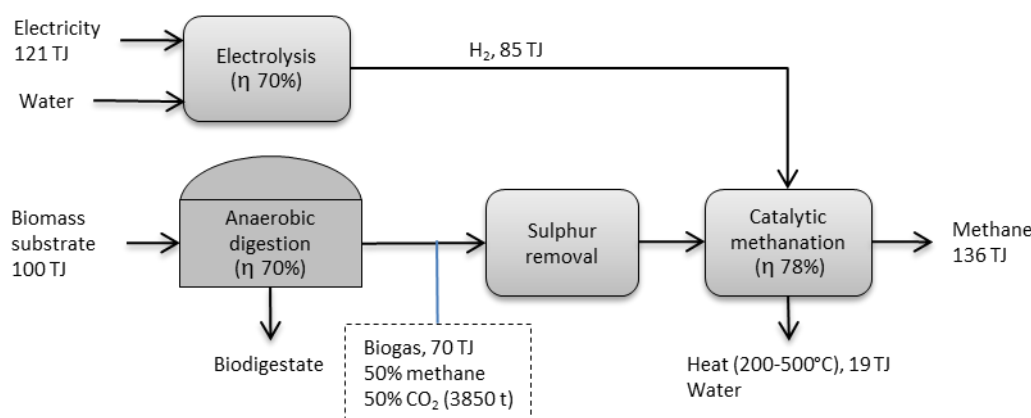 Electricity
121 TJ
Water
Electrolysis
(η 70%)
H₂, 85 TJ
Biomass
substrate
100 TJ
Anaerobic
digestion
(η 70%)
Sulphur
removal
Catalytic
methanation
(η 78%)
Methane
136 TJ
Biodigestate
Biogas, 70 TJ
50% methane
50% CO₂ (3850 t)
Heat (200-500°C), 19 TJ
Water